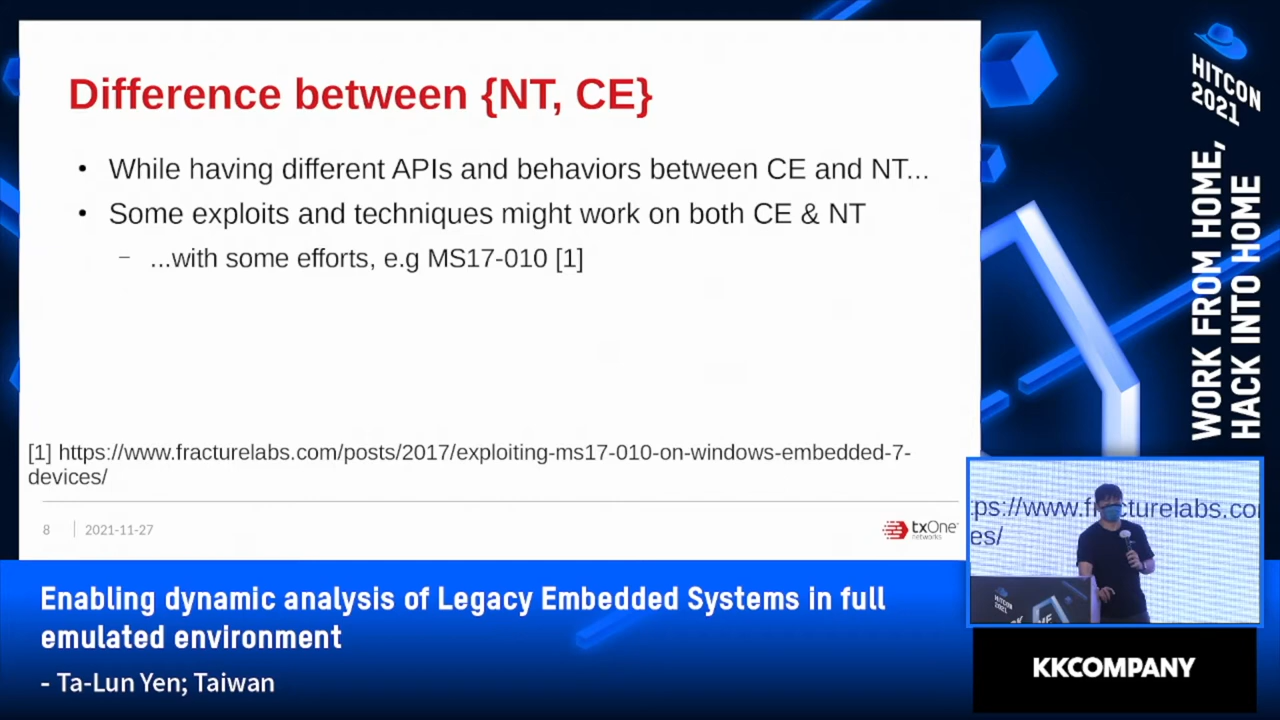 Difference between {NT, CE}
• While having different APIs and behaviors between CE and NT...
• Some exploits and techniques might work on both CE & NT
– ...with some efforts, e.g MS17-010 [1]
[1] https://www.fracturelabs.com/posts/2017/exploiting-ms17-010-on-windows-embedded-7-
devices/
8 2021-11-27
txOne
networks
HITCON
2021
WORK FROM HOME,
HACK INTO HOME
ps://www.fr cturelabs.co
es/
HITCON
2021
Enabling dynamic analysis of Legacy Embedded Systems in full
emulated environment
- Ta-Lun Yen; Taiwan
KKCOMPANY